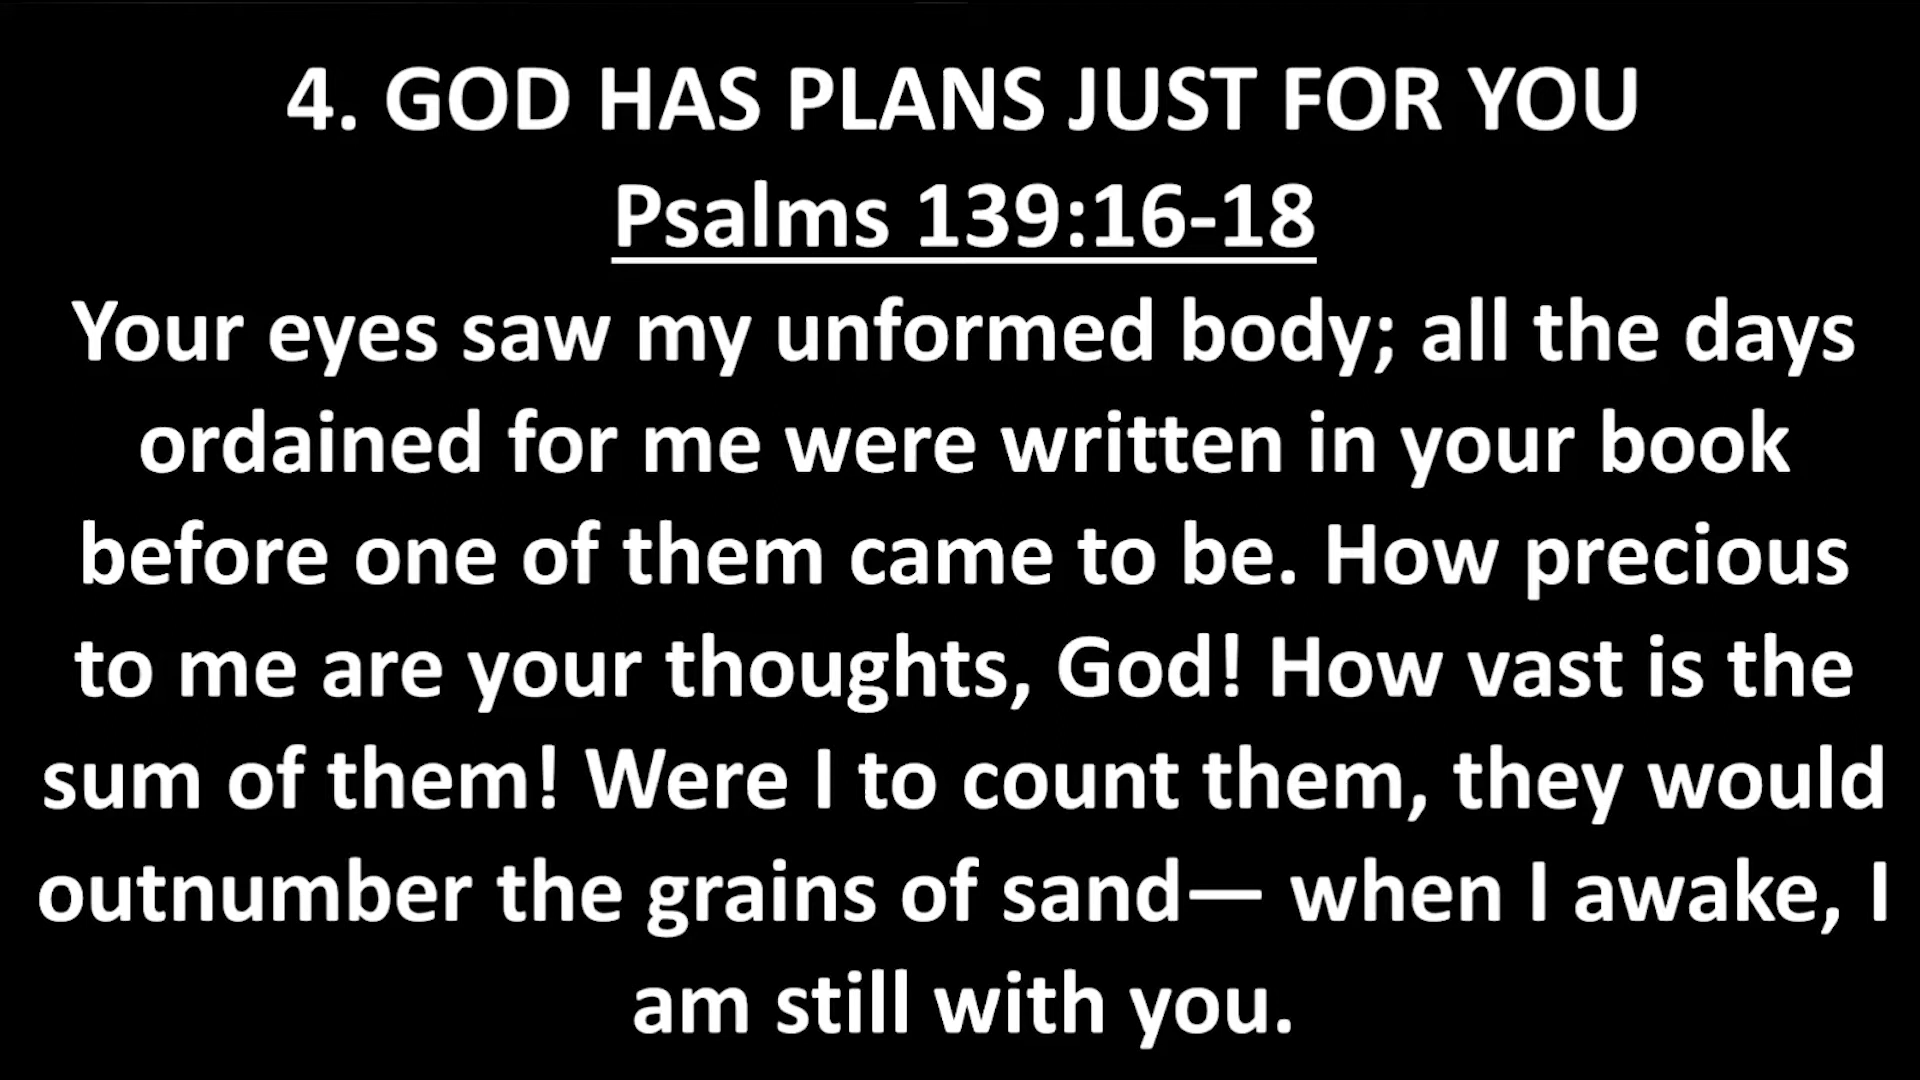 4. GOD HAS PLANS JUST FOR YOU
Psalms 139:16-18
Your eyes saw my unformed body; all the days
ordained for me were written in your book
before one of them came to be. How precious
to me are your thoughts, God! How vast is the
sum of them! Were I to count them, they would
outnumber the grains of sand— when I awake, I
am still with you.